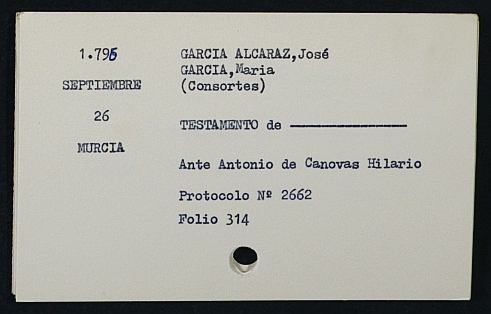 1.795
SEPTIEMBRE
26
MURCIA
GARCIA ALCARAZ,José
GARCIA,Maria
(Consortes)
TESTAMENTO de ----------------
Ante Antonio de Canovas Hilario
Protocolo Nº 2662
Folio 314